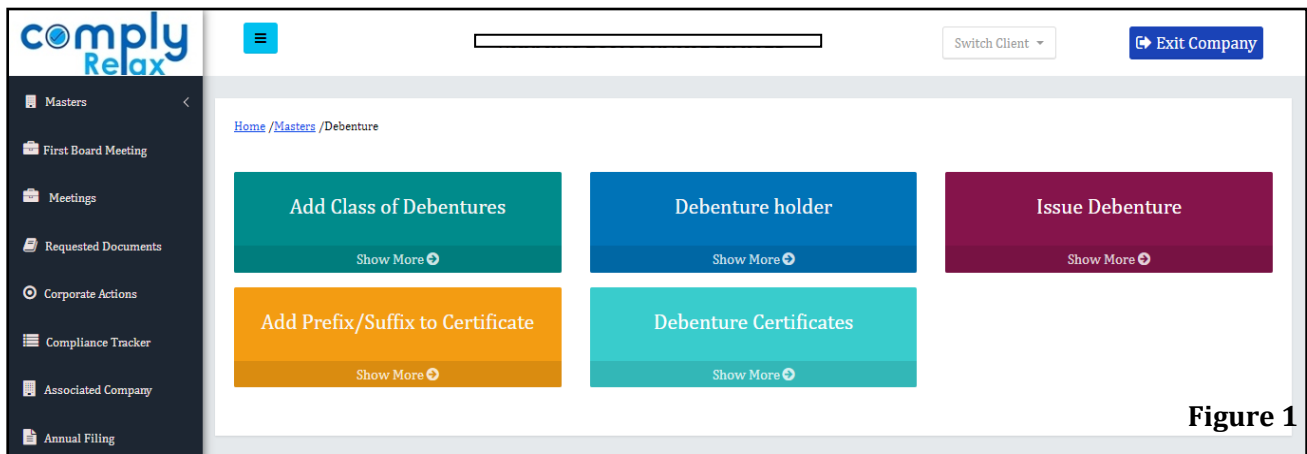 comply
Relax
Switch Client
Exit Company
Masters
First Board Meeting
Meetings
Requested Documents
Corporate Actions
Compliance Tracker
Associated Company
Annual Filing
Home /Masters /Debenture
Add Class of Debentures
Show More
Debenture holder
Show More
Issue Debenture
Show More
Add Prefix/Suffix to Certificate
Show More
Debenture Certificates
Show More
Figure 1